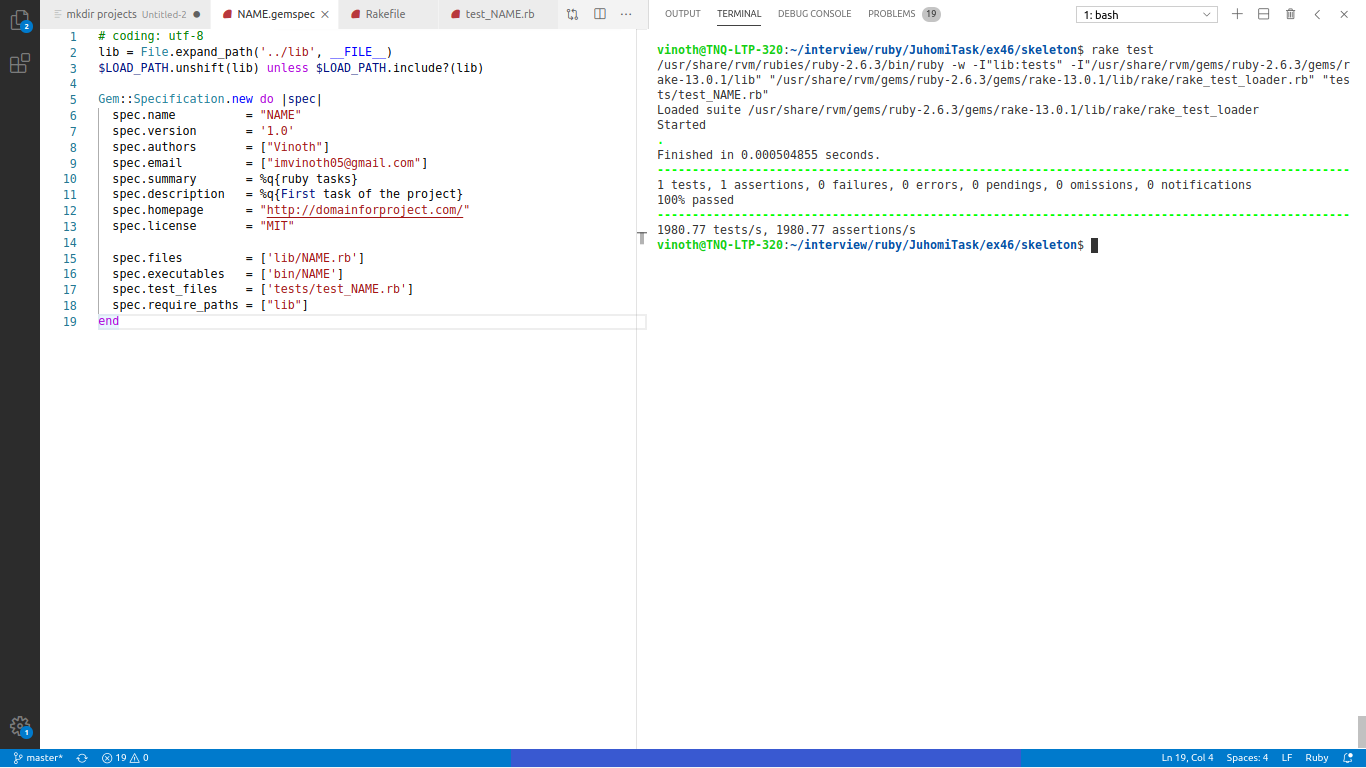 mkdir projects Untitled-2 ●
NAME.gemspec ×
Rakefile
test_NAME.rb
OUTPUT TERMINAL DEBUG CONSOLE PROBLEMS 19
1: bash
2
1 # coding: utf-8
2 lib = File.expand_path('../lib', __FILE__)
3 $LOAD_PATH.unshift(lib) unless $LOAD_PATH.include?(lib)
4
5 Gem::Specification.new do |spec|
6 spec.name = "NAME"
7 spec.version = '1.0'
8 spec.authors = ["Vinoth"]
9 spec.email = ["imvinoth05@gmail.com"]
10 spec.summary = %q{ruby tasks}
11 spec.description = %q{First task of the project}
12 spec.homepage = "http://domainforproject.com/"
13 spec.license = "MIT"
14
15 spec.files = ['lib/NAME.rb']
16 spec.executables = ['bin/NAME']
17 spec.test_files = ['tests/test_NAME.rb']
18 spec.require_paths = ["lib"]
19 end
vinoth@TNQ-LTP-320:~/interview/ruby/JuhomiTask/ex46/skeleton$ rake test
/usr/share/rvm/rubies/ruby-2.6.3/bin/ruby -w -I"lib:tests" -I"/usr/share/rvm/gems/ruby-2.6.3/gems/r
ake-13.0.1/lib" "/usr/share/rvm/gems/ruby-2.6.3/gems/rake-13.0.1/lib/rake/rake_test_loader.rb" "tes
ts/test_NAME.rb"
Loaded suite /usr/share/rvm/gems/ruby-2.6.3/gems/rake-13.0.1/lib/rake/rake_test_loader
Started
.
Finished in 0.000504855 seconds.
---------------------------------------------------------------------------------------------------
1 tests, 1 assertions, 0 failures, 0 errors, 0 pendings, 0 omissions, 0 notifications
100% passed
---------------------------------------------------------------------------------------------------
1980.77 tests/s, 1980.77 assertions/s
vinoth@TNQ-LTP-320:~/interview/ruby/JuhomiTask/ex46/skeleton$
1
master* 19 0
Ln 19, Col 4 Spaces: 4 LF Ruby